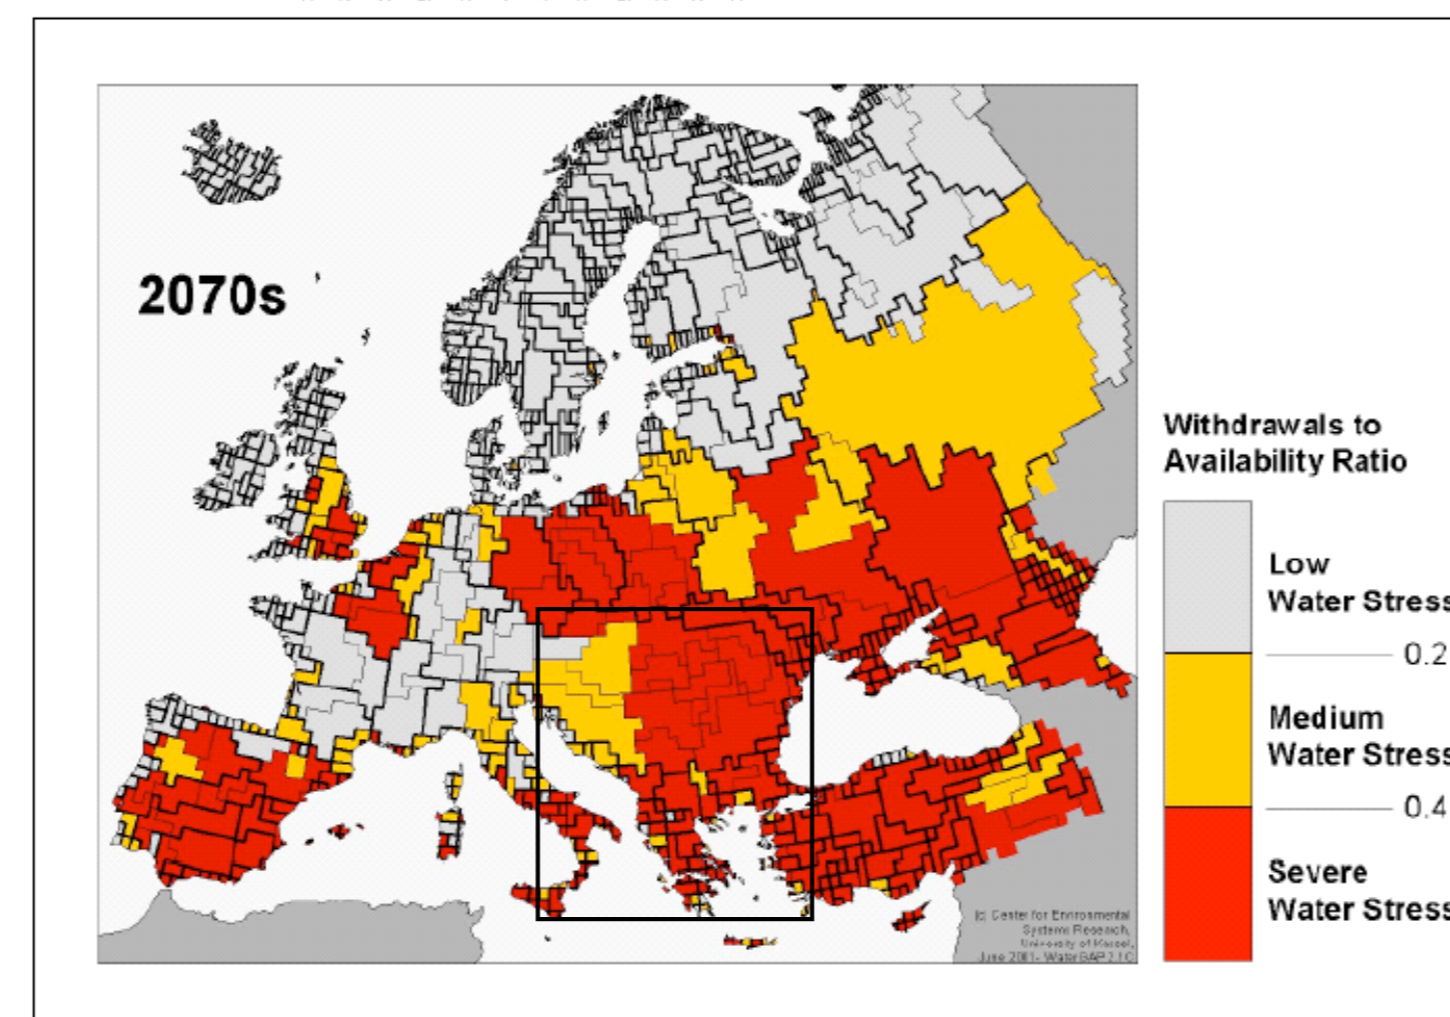 2070s
Withdrawals to
Availability Ratio
Low
Water Stress
0.2
Medium
Water Stress
0.4
Severe
Water Stress
(c) Center for Environmental
Systems Research,
University of Kassel,
June 2001 - WaterGAP 2.1